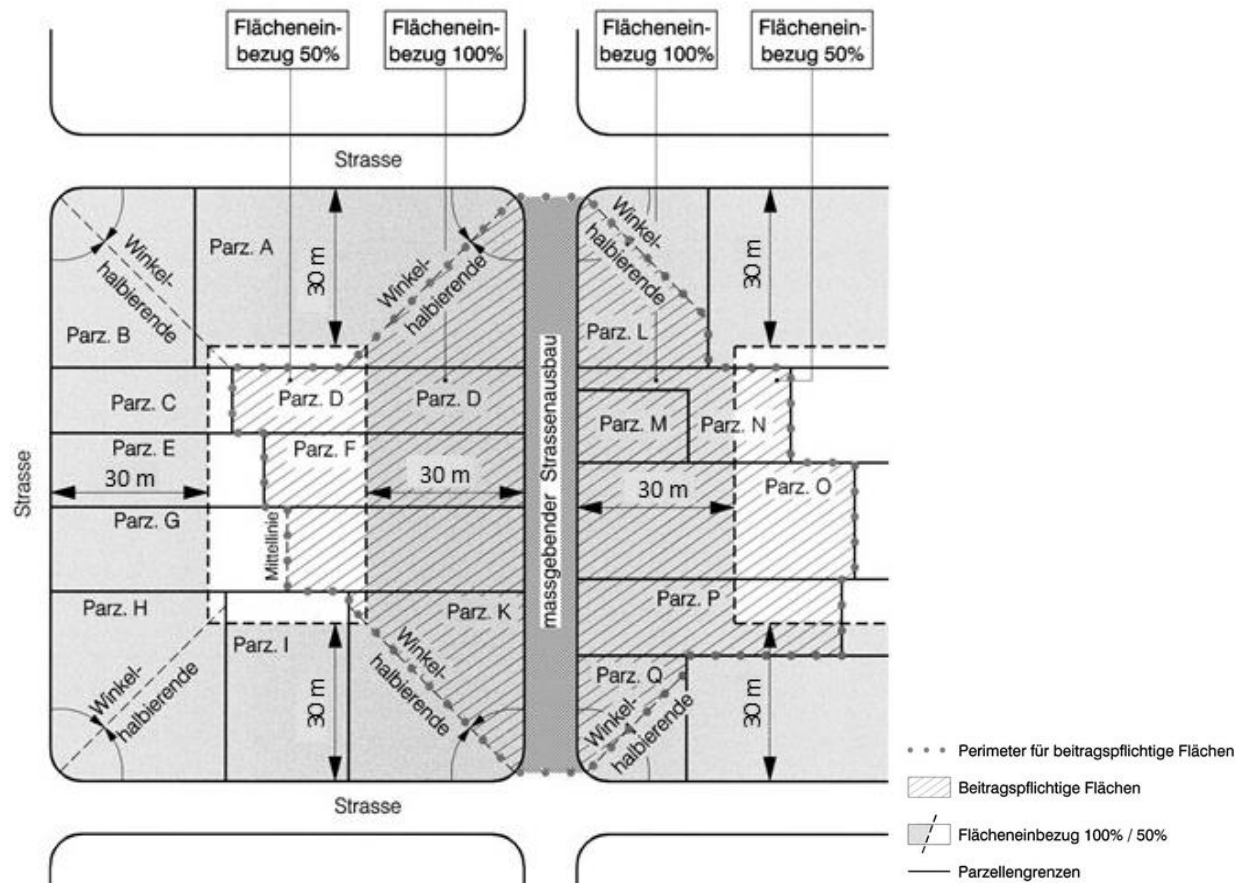 Flächenein-
bezug 50%
Flächenein-
bezug 100%
Flächenein-
bezug 100%
Flächenein-
bezug 50%
Strasse
Winkel-
halbierende
Parz. A
30 m
Winkel-
halbierende
Winkel-
halbierende
30 m
Parz. B
Parz. L
Parz. C
Parz. D
Parz. D
Parz. M
Parz. N
Parz. E
Parz. F
30 m
30 m
30 m
Parz. O
Strasse
Parz. G
Mittellinie
massgebender Strassenausbau
Parz. H
Parz. K
Parz. P
Parz. I
Winkel-
halbierende
30 m
Winkel-
halbierende
Parz. Q
Winkel-
halbierende
30 m
Strasse
Perimeter für beitragspflichtige Flächen
Beitragspflichtige Flächen
Flächeneinbezug 100% / 50%
Parzellengrenzen